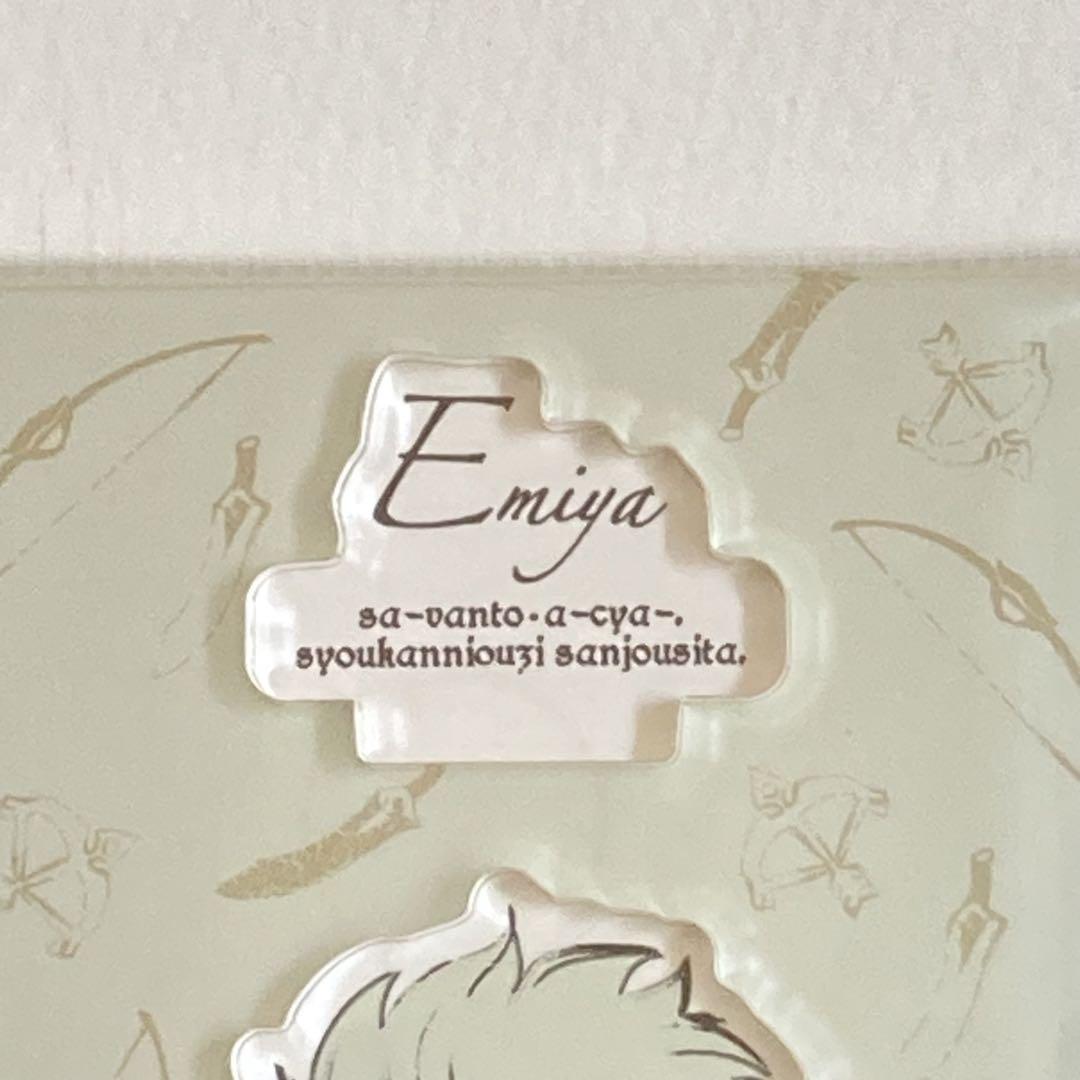 Emiya
sa-vanto·a-cya-.
syoukanniouzi sanjousita.